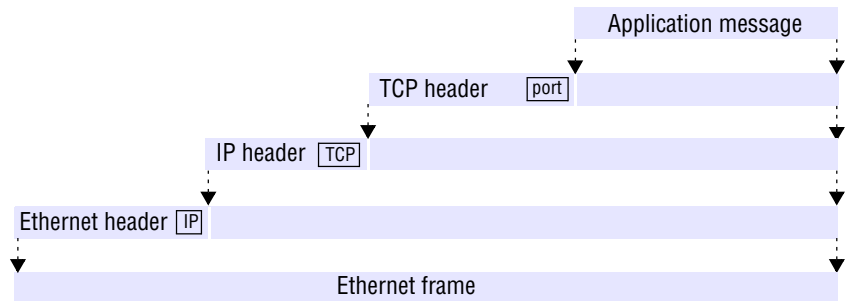 Application message
TCP header port
IP header TCP
Ethernet header IP
Ethernet frame